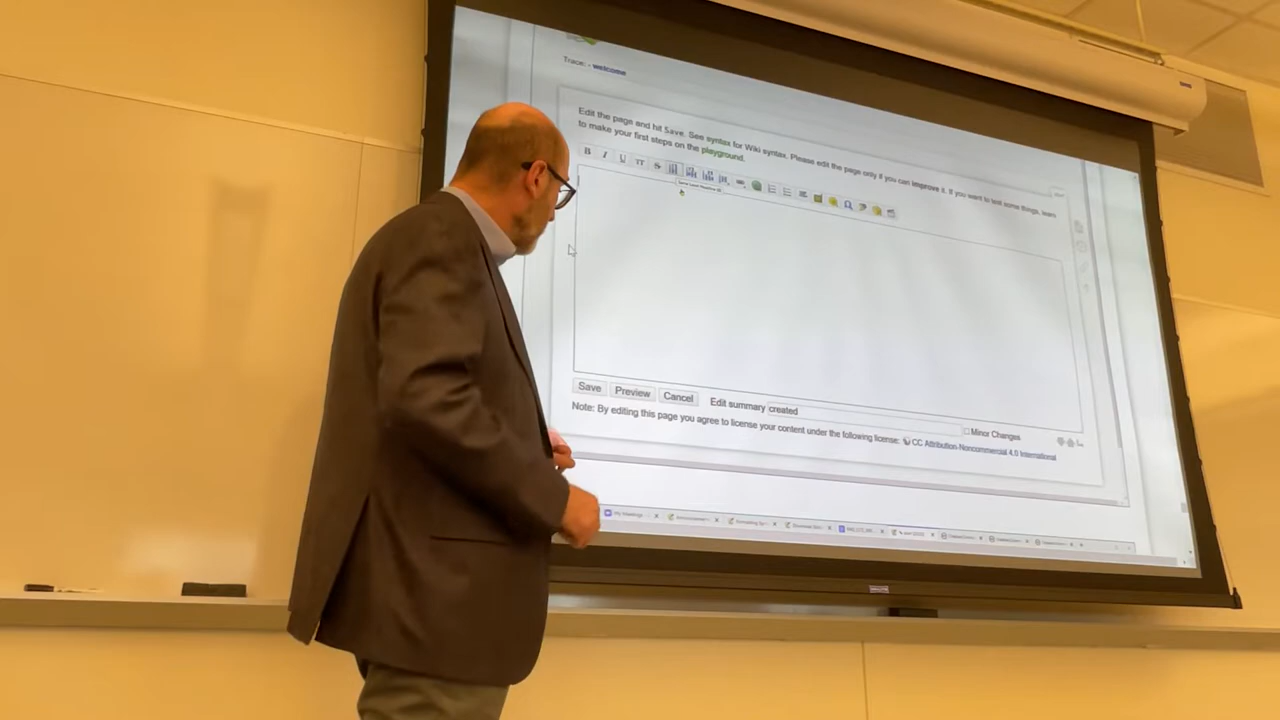 Trace: • welcome
Edit the page and hit Save. See syntax for Wiki syntax. Please edit the page only if you can improve it. If you want to test some things, learn
to make your first steps on the playground.
B I U TT S
Save Preview Cancel Edit summary created
Minor Changes
Note: By editing this page you agree to license your content under the following license: CC Attribution-Noncommercial 4.0 International
My Meetings